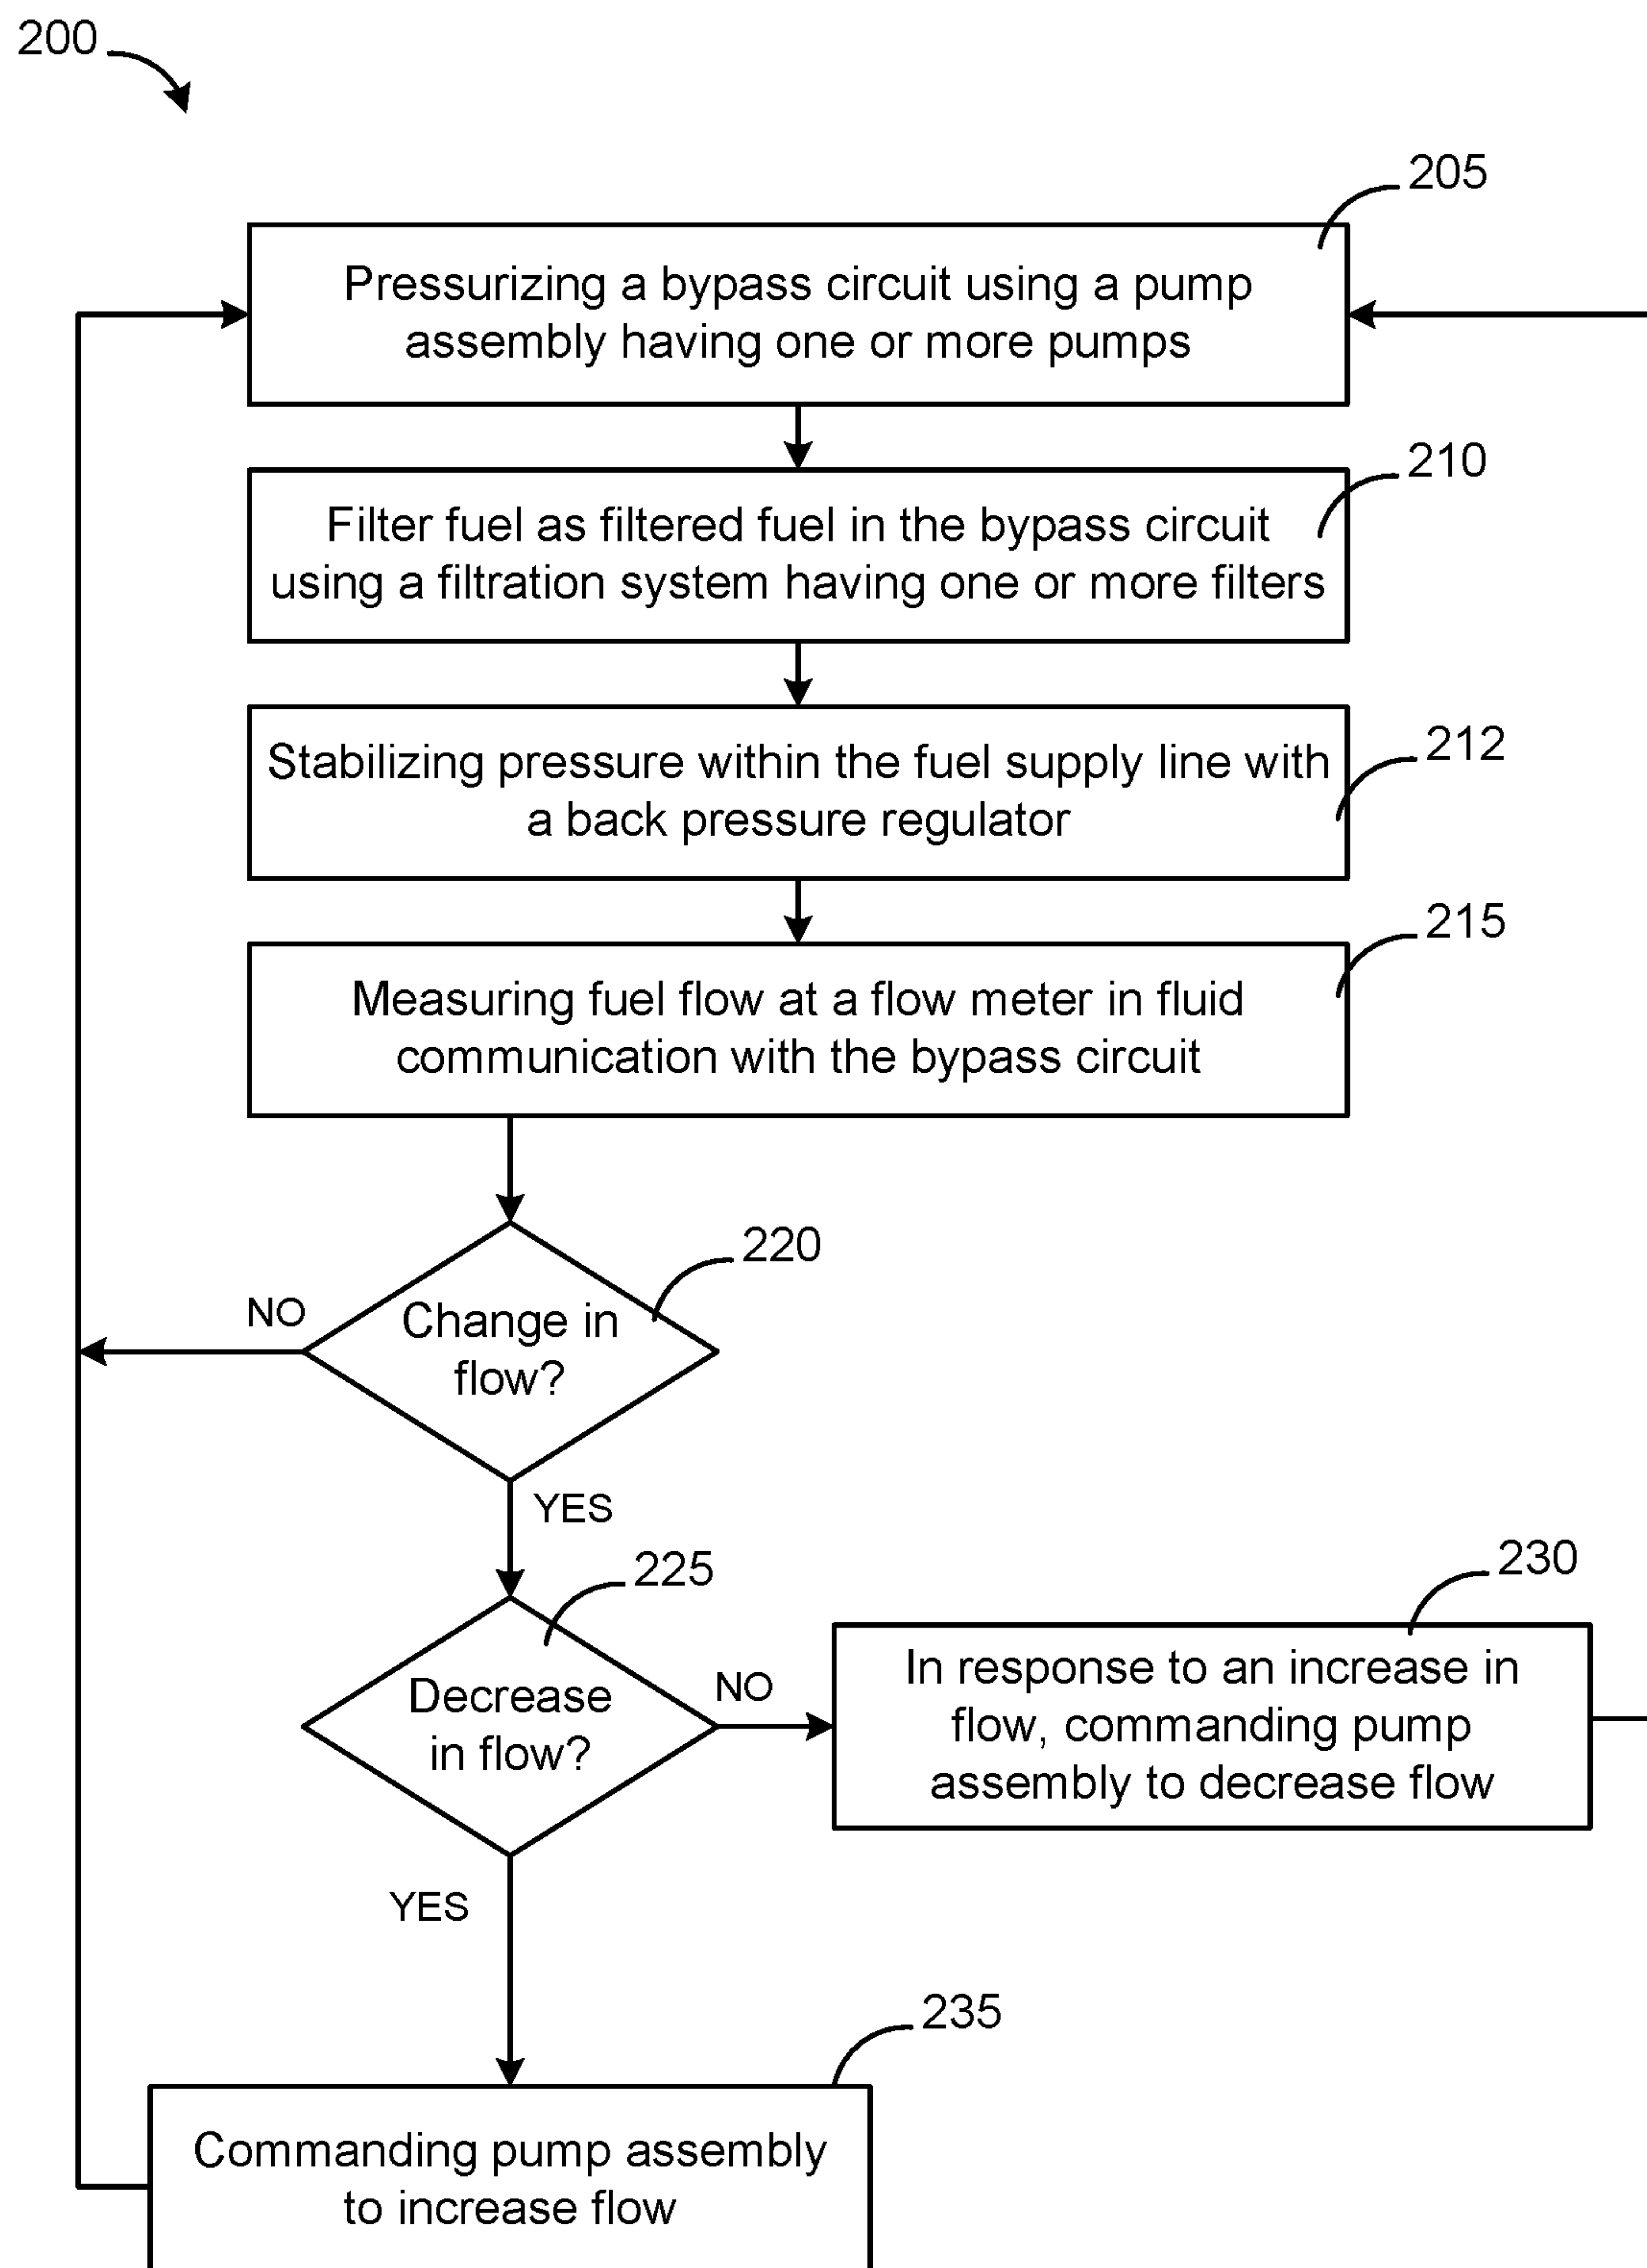 200
205
Pressurizing a bypass circuit using a pump
assembly having one or more pumps
210
Filter fuel as filtered fuel in the bypass circuit
using a filtration system having one or more filters
212
Stabilizing pressure within the fuel supply line with
a back pressure regulator
215
Measuring fuel flow at a flow meter in fluid
communication with the bypass circuit
220
NO
Change in
flow?
YES
225
230
Decrease
in flow?
NO
In response to an increase in
flow, commanding pump
assembly to decrease flow
YES
235
Commanding pump assembly
to increase flow